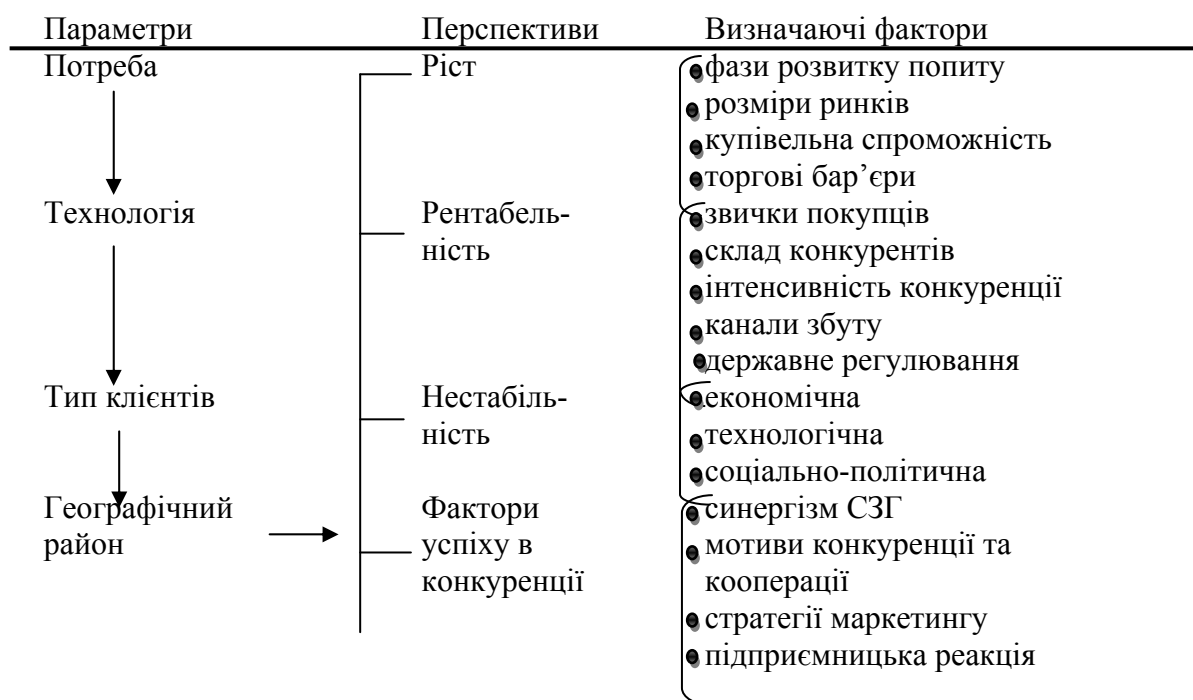 Параметри Перспективи Визначаючі фактори
Потреба Ріст фази розвитку попиту
розміри ринків
купівельна спроможність
торгові бар’єри
Технологія Рентабель- звички покупців
ність склад конкурентів
інтенсивність конкуренції
канали збуту
державне регулювання
Тип клієнтів Нестабіль- економічна
ність технологічна
соціально-політична
Географічний Фактори синергізм СЗГ
район успіху в мотиви конкуренції та
конкуренції кооперації
стратегії маркетингу
підприємницька реакція